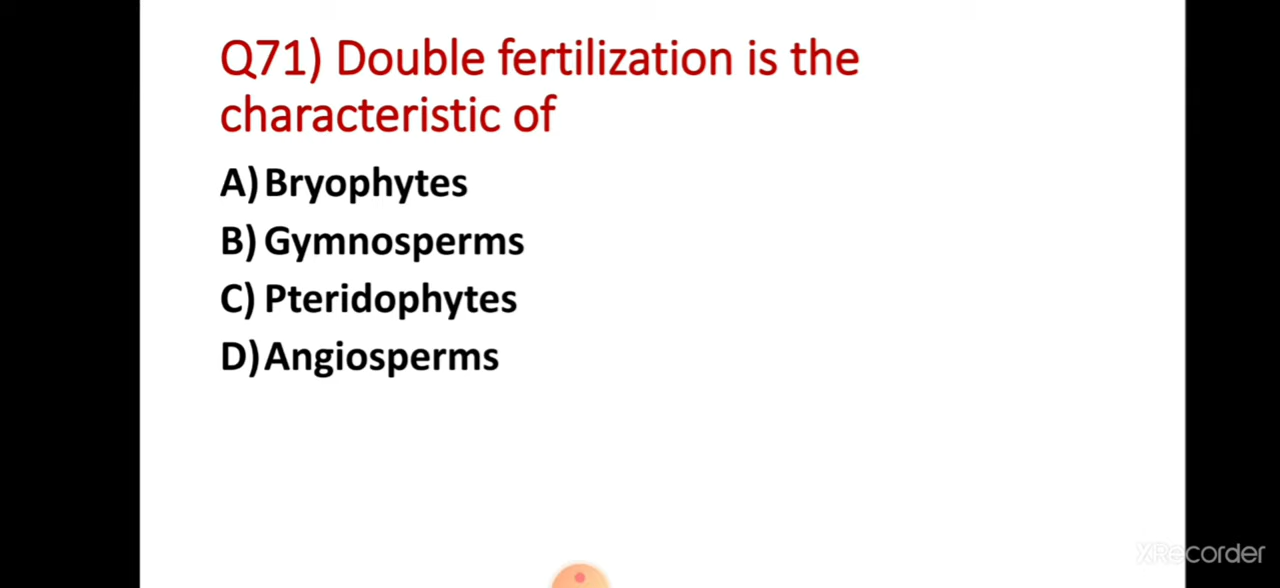 Q71) Double fertilization is the
characteristic of
A) Bryophytes
B) Gymnosperms
C) Pteridophytes
D) Angiosperms
XRecorder